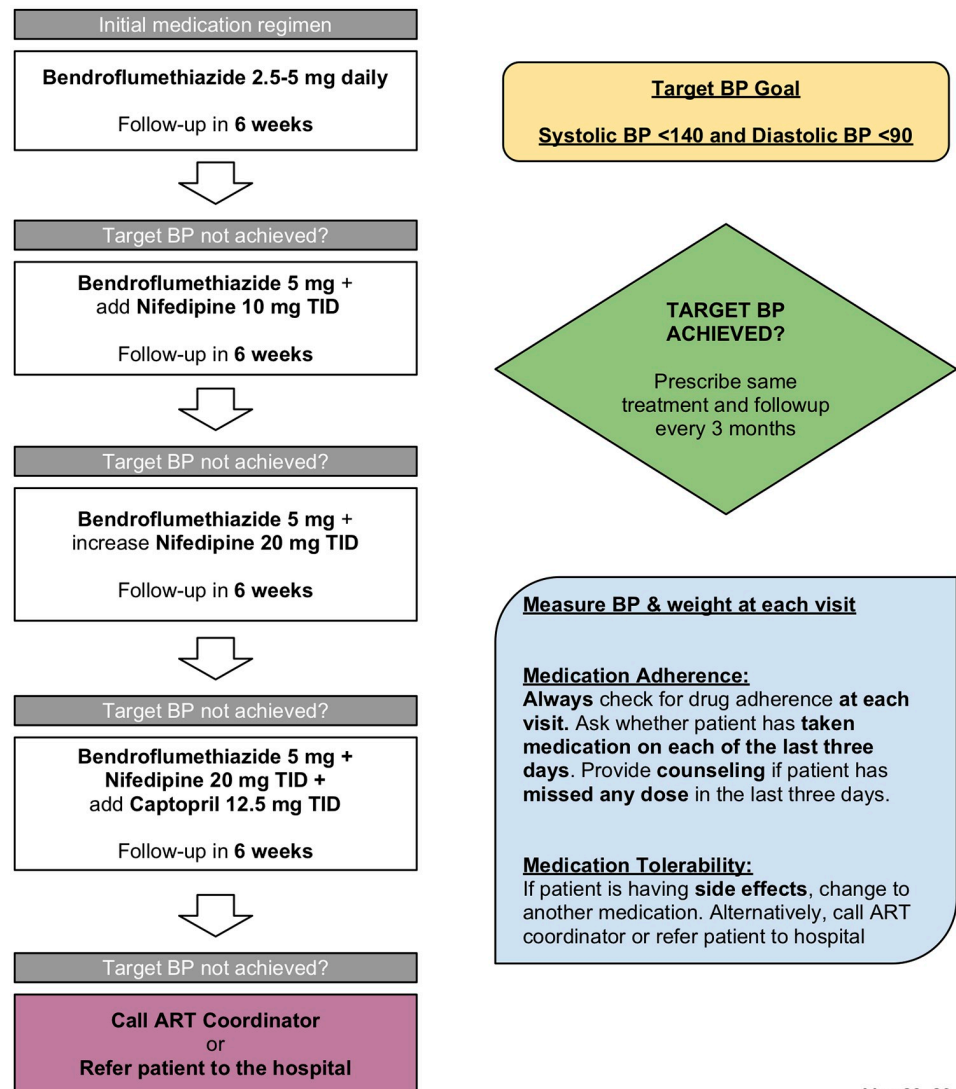 Initial medication regimen
Bendroflumethiazide 2.5-5 mg daily
Follow-up in 6 weeks
Target BP not achieved?
Bendroflumethiazide 5 mg +
add Nifedipine 10 mg TID
Follow-up in 6 weeks
Target BP not achieved?
Bendroflumethiazide 5 mg +
increase Nifedipine 20 mg TID
Follow-up in 6 weeks
Target BP not achieved?
Bendroflumethiazide 5 mg +
Nifedipine 20 mg TID +
add Captopril 12.5 mg TID
Follow-up in 6 weeks
Target BP not achieved?
Call ART Coordinator
or
Refer patient to the hospital
Target BP Goal
Systolic BP <140 and Diastolic BP <90
TARGET BP
ACHIEVED?
Prescribe same
treatment and followup
every 3 months
Measure BP & weight at each visit
Medication Adherence:
Always check for drug adherence at each
visit. Ask whether patient has taken
medication on each of the last three
days. Provide counseling if patient has
missed any dose in the last three days.
Medication Tolerability:
If patient is having side effects, change to
another medication. Alternatively, call ART
coordinator or refer patient to hospital